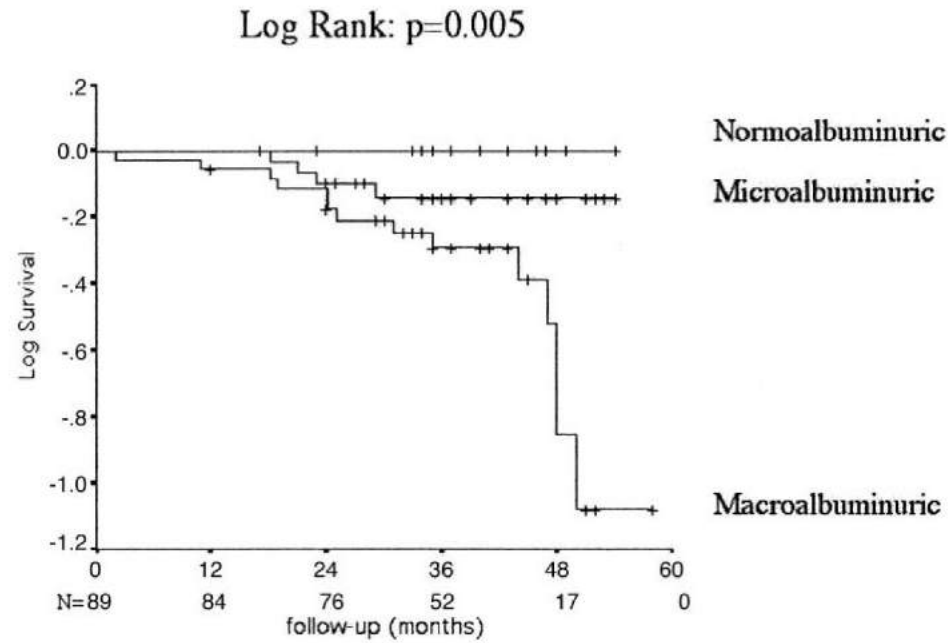 Log Rank: p=0.005
.2
0.0
-.2
-.4
-.6
-.8
-1.0
-1.2
Log Survival
Normoalbuminuric
Microalbuminuric
Macroalbuminuric
0 12 24 36 48 60
N=89 84 76 52 17 0
follow-up (months)